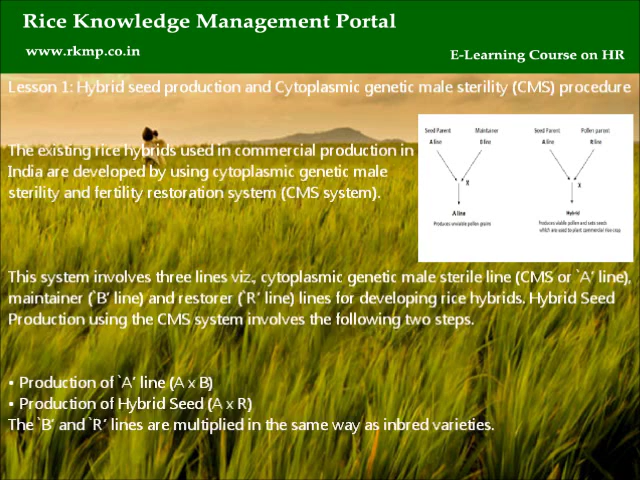 Rice Knowledge Management Portal
www.rkmp.co.in
E-Learning Course on HR
Lesson 1: Hybrid seed production and Cytoplasmic genetic male sterility (CMS) procedure
The existing rice hybrids used in commercial production in
India are developed by using cytoplasmic genetic male
sterility and fertility restoration system (CMS system).
Seed Parent Maintainer Seed Parent Pollen parent
A line B line A line R line
X X
A line Hybrid
Produces unviable pollen grains Produces viable pollen and sets seeds
which are used to plant commercial rice crop
This system involves three lines viz., cytoplasmic genetic male sterile line (CMS or `A’ line),
maintainer (`B’ line) and restorer (`R’ line) lines for developing rice hybrids. Hybrid Seed
Production using the CMS system involves the following two steps.
• Production of `A’ line (A x B)
• Production of Hybrid Seed (A x R)
The `B’ and `R’ lines are multiplied in the same way as inbred varieties.